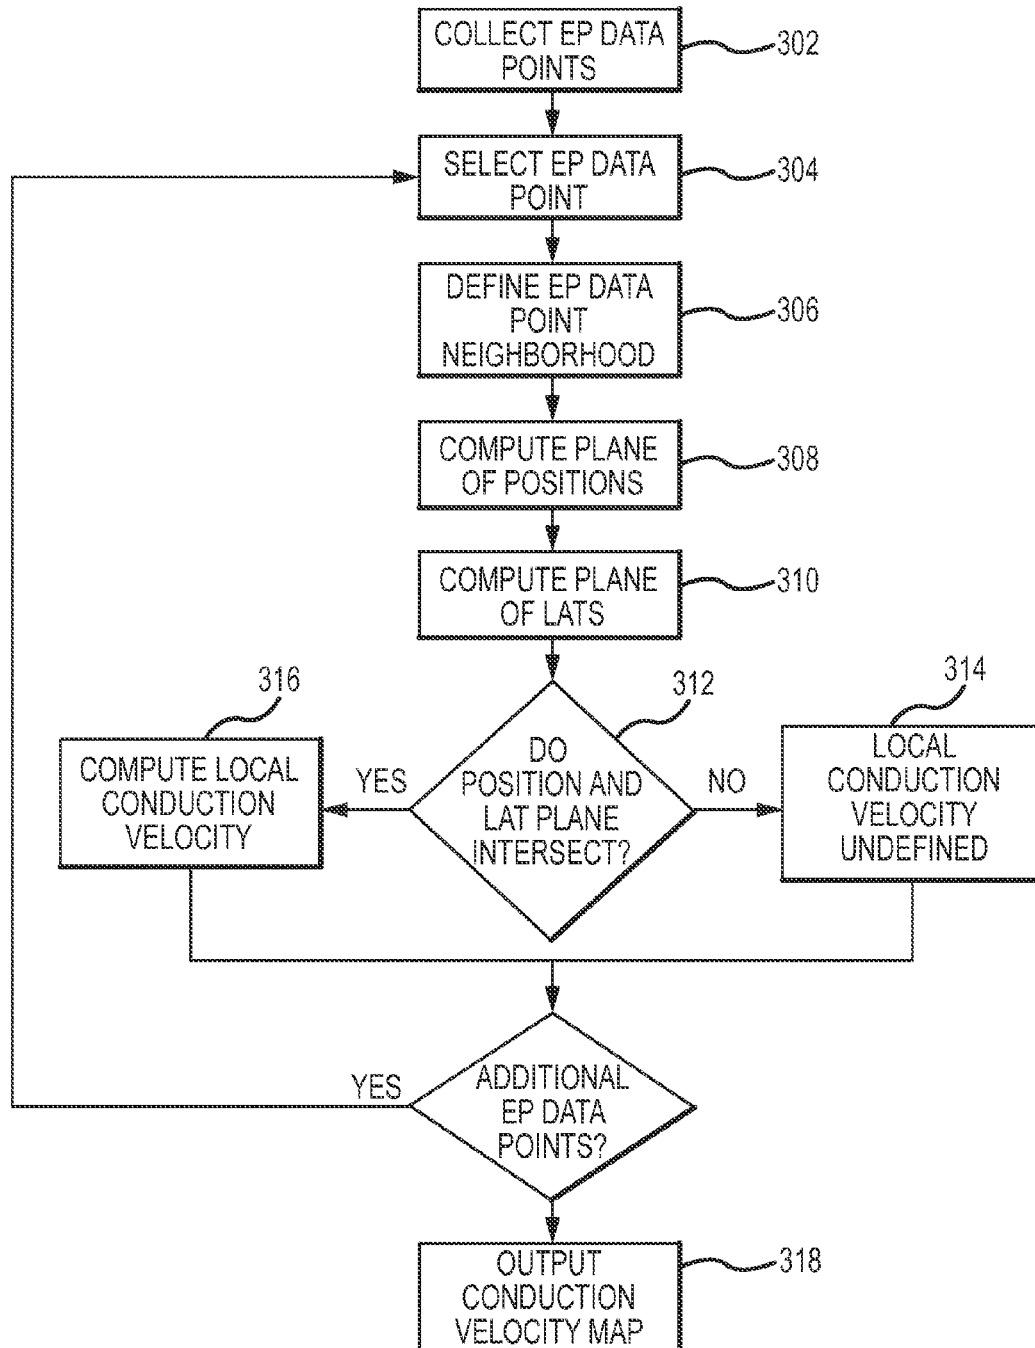 COLLECT EP DATA
POINTS
302
SELECT EP DATA
POINT
304
DEFINE EP DATA
POINT
NEIGHBORHOOD
306
COMPUTE PLANE
OF POSITIONS
308
COMPUTE PLANE
OF LATS
310
316
312
314
COMPUTE LOCAL
CONDUCTION
VELOCITY
YES
DO
POSITION AND
LAT PLANE
INTERSECT?
NO
LOCAL
CONDUCTION
VELOCITY
UNDEFINED
YES
ADDITIONAL
EP DATA
POINTS?
OUTPUT
CONDUCTION
VELOCITY MAP
318